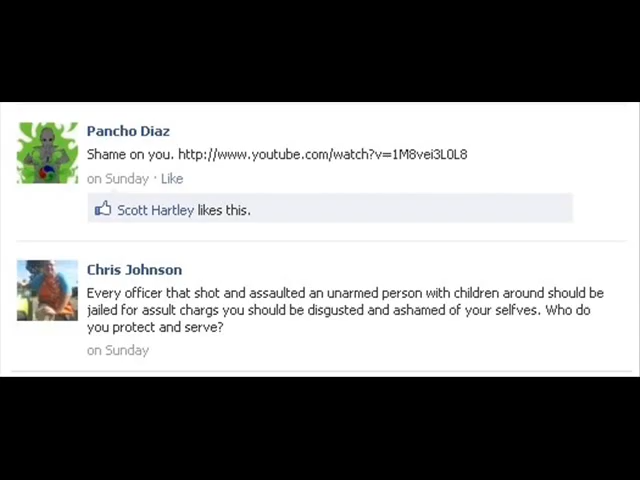 Pancho Diaz
Shame on you. http://www.youtube.com/watch?v=1M8vei3L0L8
on Sunday · Like
Scott Hartley likes this.
Chris Johnson
Every officer that shot and assaulted an unarmed person with children around should be
jailed for assult chargs you should be disgusted and ashamed of your selfves. Who do
you protect and serve?
on Sunday